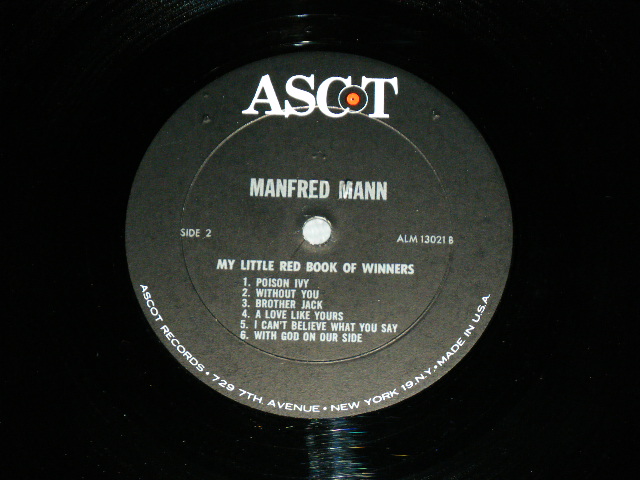 ASCOT
MANFRED MANN
SIDE 2
ALM 13021 B
MY LITTLE RED BOOK OF WINNERS
1. POISON IVY
2. WITHOUT YOU
3. BROTHER JACK
4. A LOVE LIKE YOURS
5. I CAN'T BELIEVE WHAT YOU SAY
6. WITH GOD ON OUR SIDE
ASCOT RECORDS • 729 7TH. AVENUE • NEW YORK 19, N.Y. • MADE IN U.S.A.